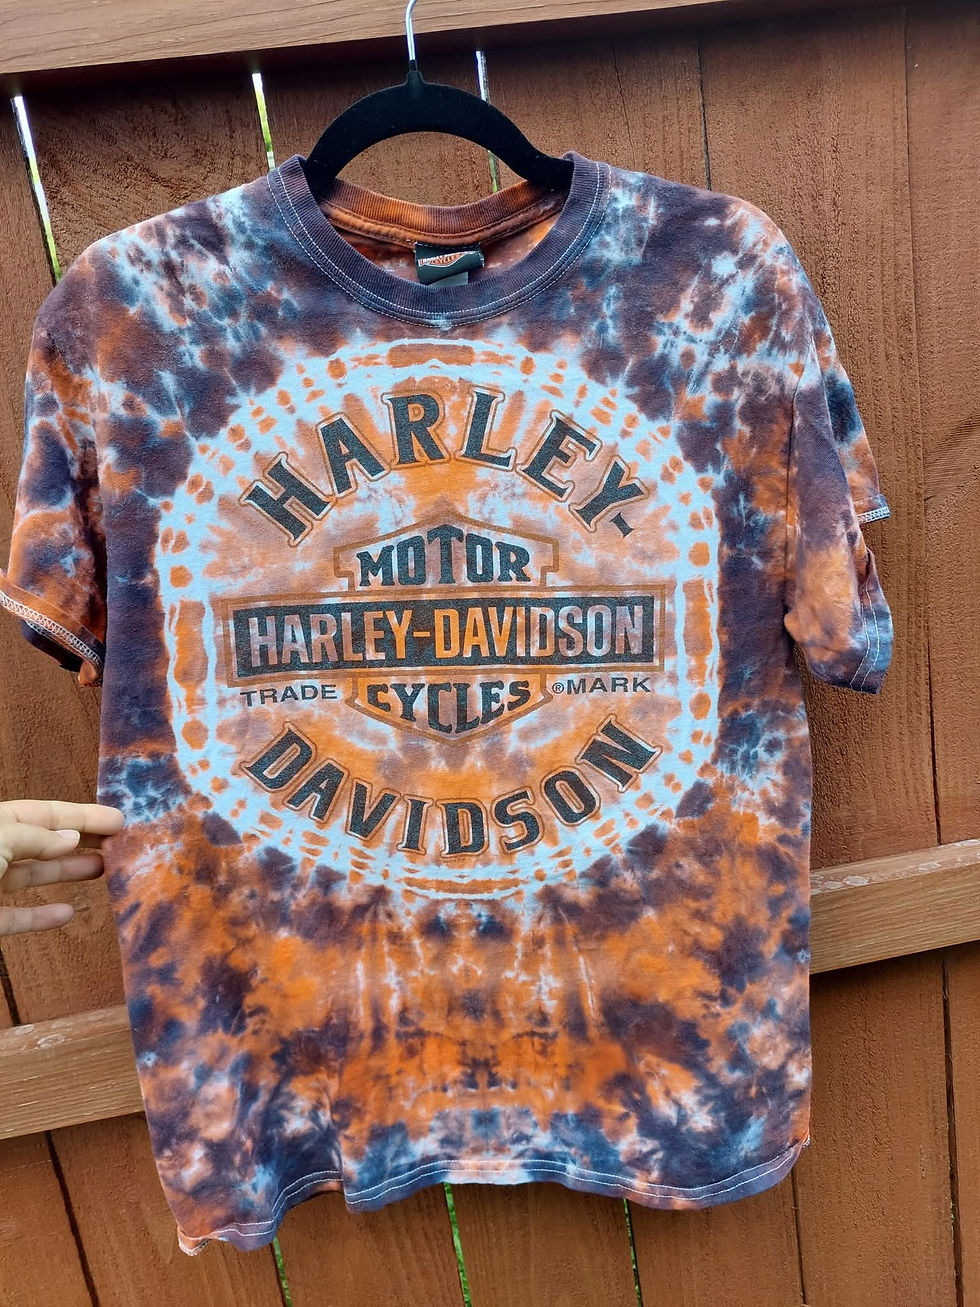 HARLEY
MOTOR
HARLEY-DAVIDSON
TRADE ®MARK
CYCLES
DAVIDSON